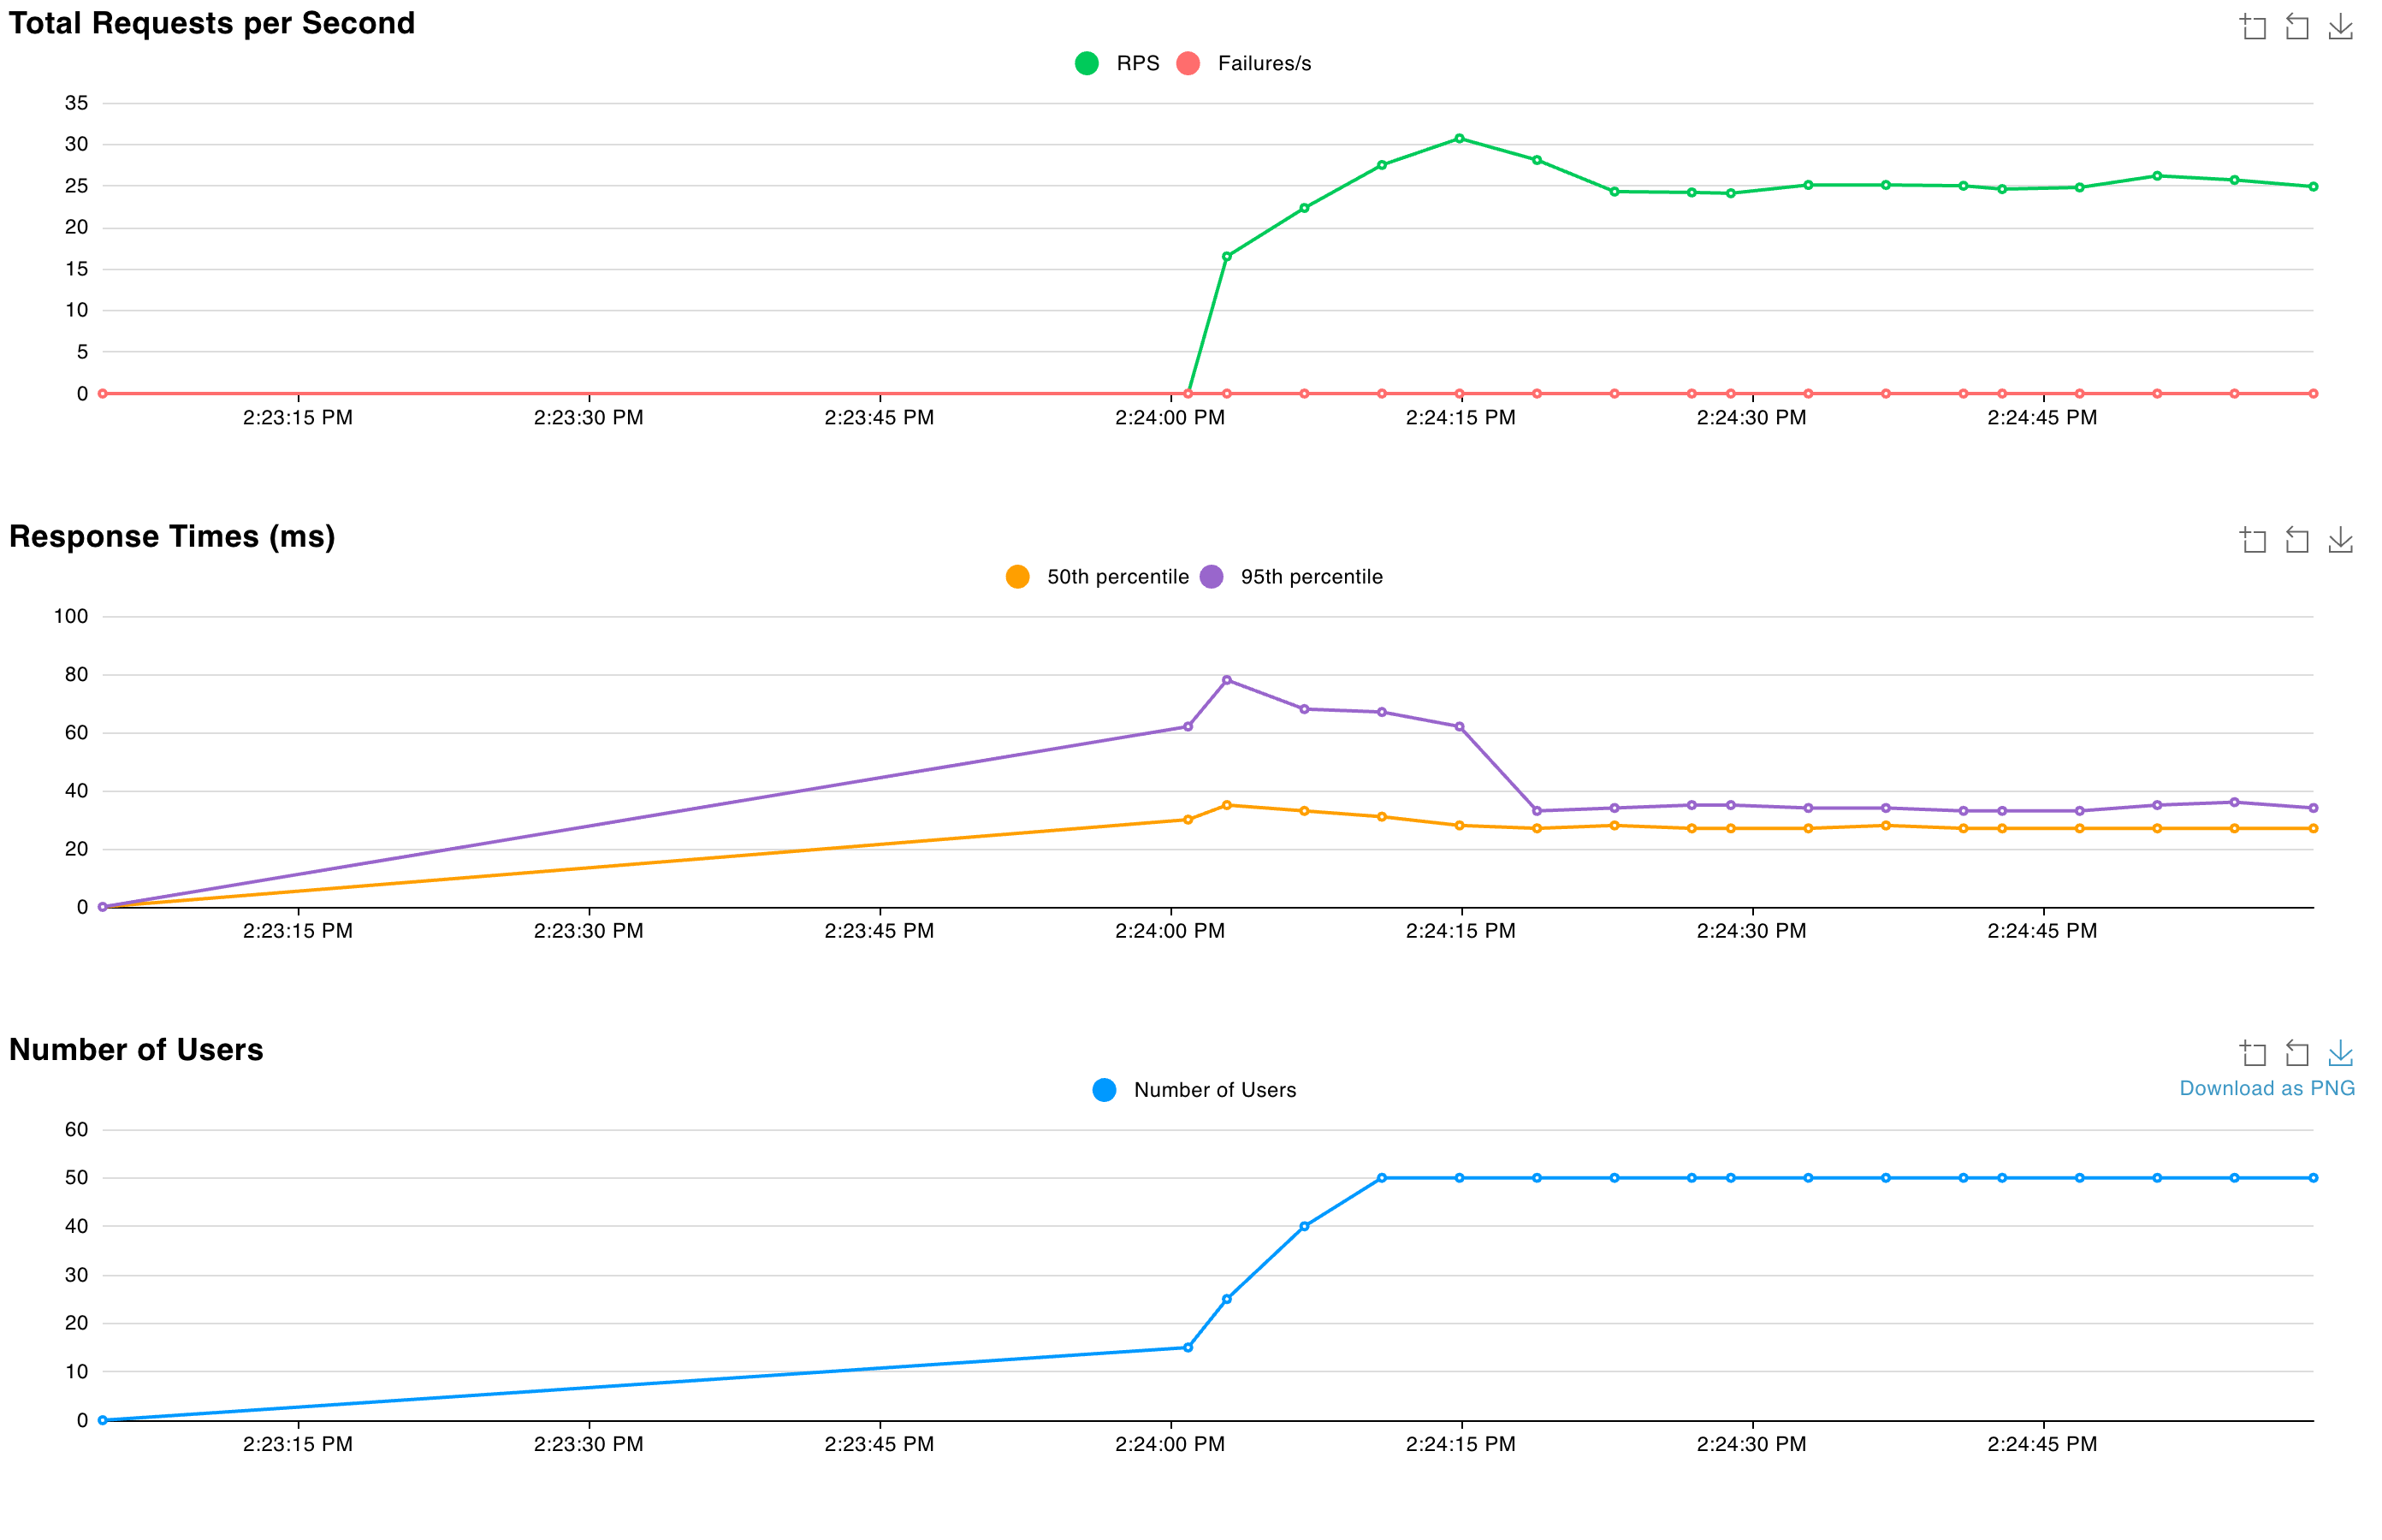 Total Requests per Second
RPS Failures/s
35
30
25
20
15
10
5
0
2:23:15 PM 2:23:30 PM 2:23:45 PM 2:24:00 PM 2:24:15 PM 2:24:30 PM 2:24:45 PM
Response Times (ms)
50th percentile 95th percentile
100
80
60
40
20
0
2:23:15 PM 2:23:30 PM 2:23:45 PM 2:24:00 PM 2:24:15 PM 2:24:30 PM 2:24:45 PM
Number of Users
Number of Users
Download as PNG
60
50
40
30
20
10
0
2:23:15 PM 2:23:30 PM 2:23:45 PM 2:24:00 PM 2:24:15 PM 2:24:30 PM 2:24:45 PM